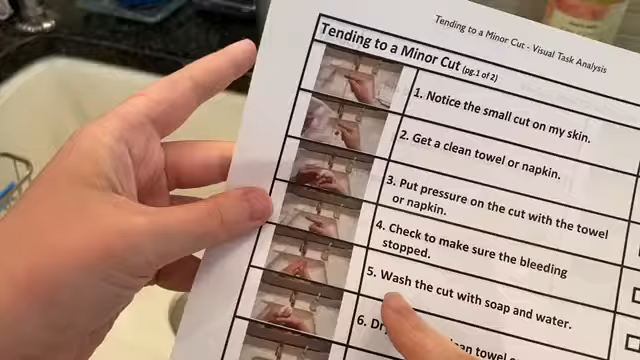 Tending to a Minor Cut - Visual Task Analysis
Tending to a Minor Cut (pg.1 of 2)
1. Notice the small cut on my skin.
2. Get a clean towel or napkin.
3. Put pressure on the cut with the towel
or napkin.
4. Check to make sure the bleeding
stopped.
5. Wash the cut with soap and water.
6.